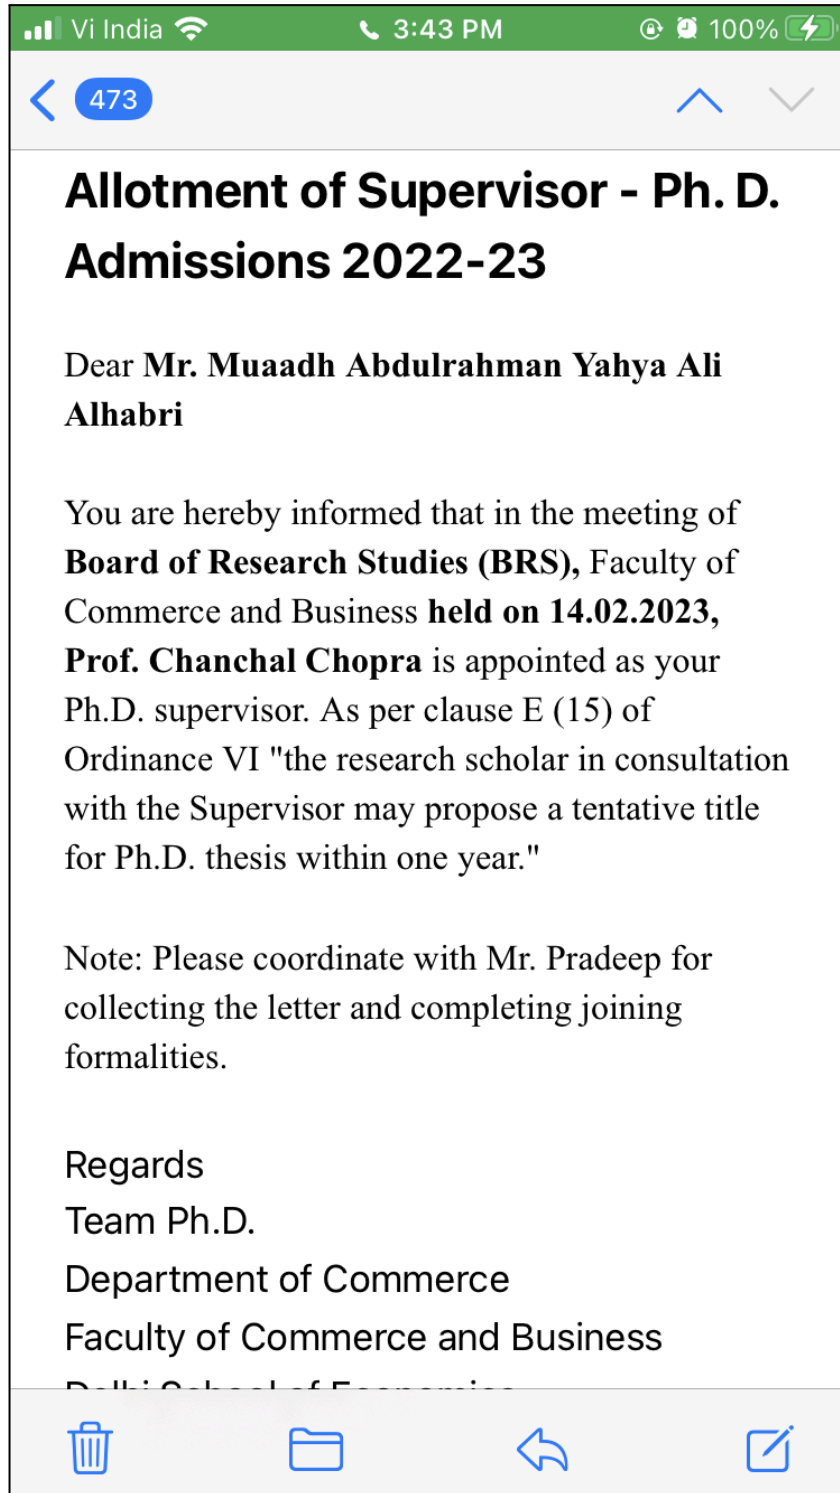 Vi India
3:43 PM
100%
473
Allotment of Supervisor - Ph. D.
Admissions 2022-23
Dear Mr. Muaadh Abdulrahman Yahya Ali
Alhabri
You are hereby informed that in the meeting of
Board of Research Studies (BRS), Faculty of
Commerce and Business held on 14.02.2023,
Prof. Chanchal Chopra is appointed as your
Ph.D. supervisor. As per clause E (15) of
Ordinance VI "the research scholar in consultation
with the Supervisor may propose a tentative title
for Ph.D. thesis within one year."
Note: Please coordinate with Mr. Pradeep for
collecting the letter and completing joining
formalities.
Regards
Team Ph.D.
Department of Commerce
Faculty of Commerce and Business
Delhi School of Economics